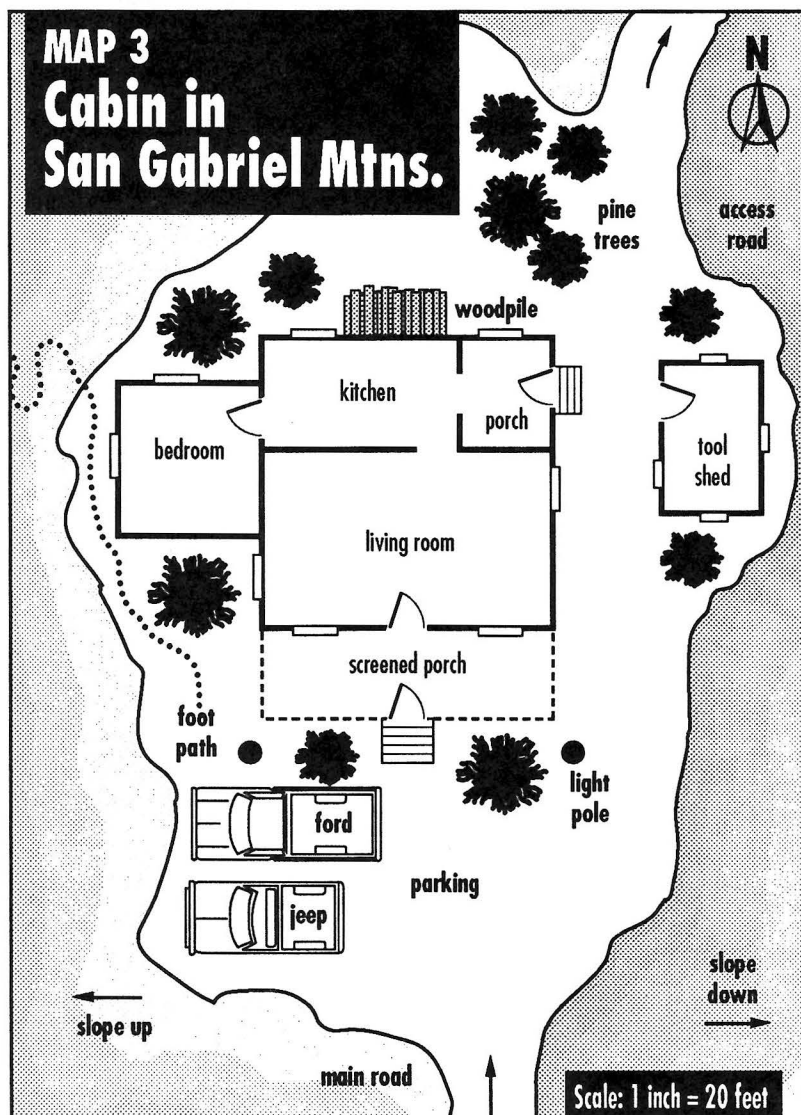 MAP 3
Cabin in
San Gabriel Mtns.
N
pine
trees
access
road
woodpile
kitchen
porch
bedroom
tool
shed
living room
screened porch
foot
path
light
pole
ford
parking
jeep
slope
down
slope up
main road
Scale: 1 inch = 20 feet